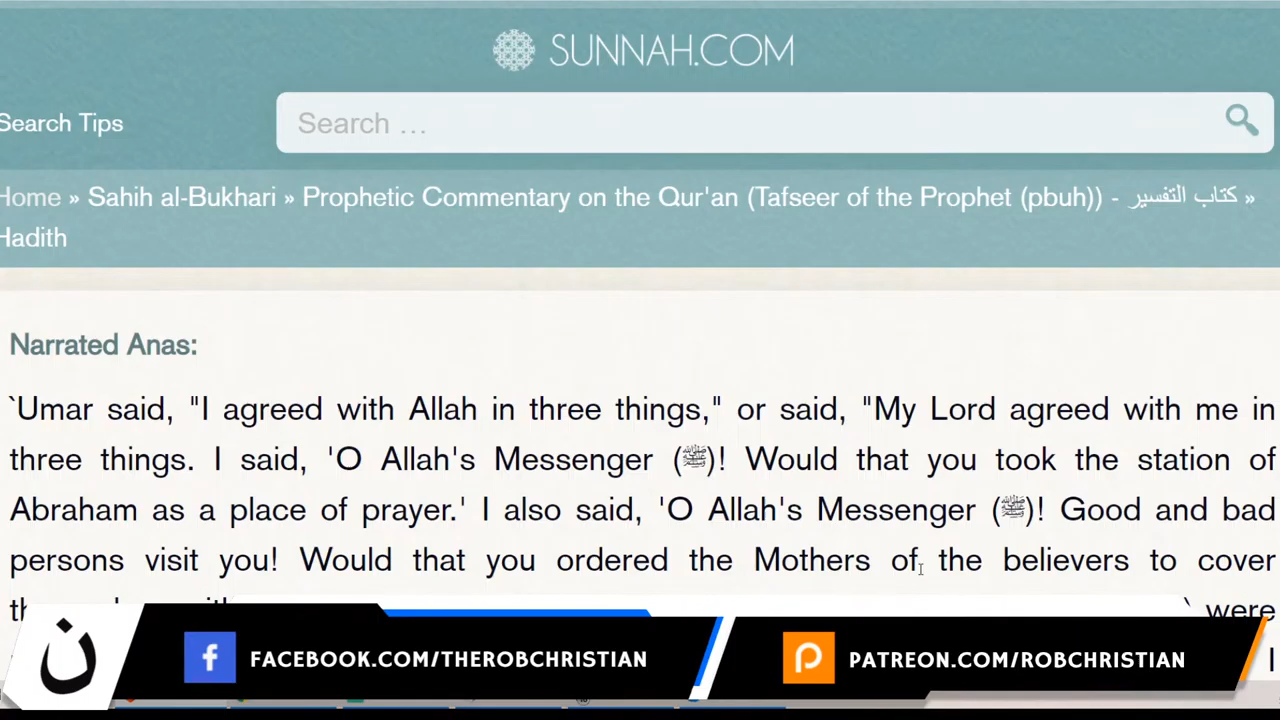 SUNNAH.COM
Search Tips
Search ...
Home » Sahih al-Bukhari » Prophetic Commentary on the Qur'an (Tafseer of the Prophet (pbuh)) - كتاب التفسير »
Hadith
Narrated Anas:
`Umar said, "I agreed with Allah in three things," or said, "My Lord agreed with me in
three things. I said, 'O Allah's Messenger (ﷺ)! Would that you took the station of
Abraham as a place of prayer.' I also said, 'O Allah's Messenger (ﷺ)! Good and bad
persons visit you! Would that you ordered the Mothers of the believers to cover
were
I
ن
FACEBOOK.COM/THEROBCHRISTIAN
PATREON.COM/ROBCHRISTIAN